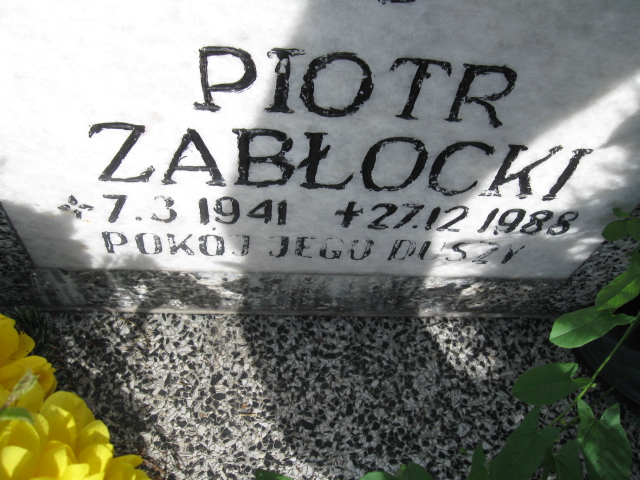 PIOTR
ZABŁOCKI
* 7.3 1941 +27.12 1988
POKÓJ JEGO DUSZY